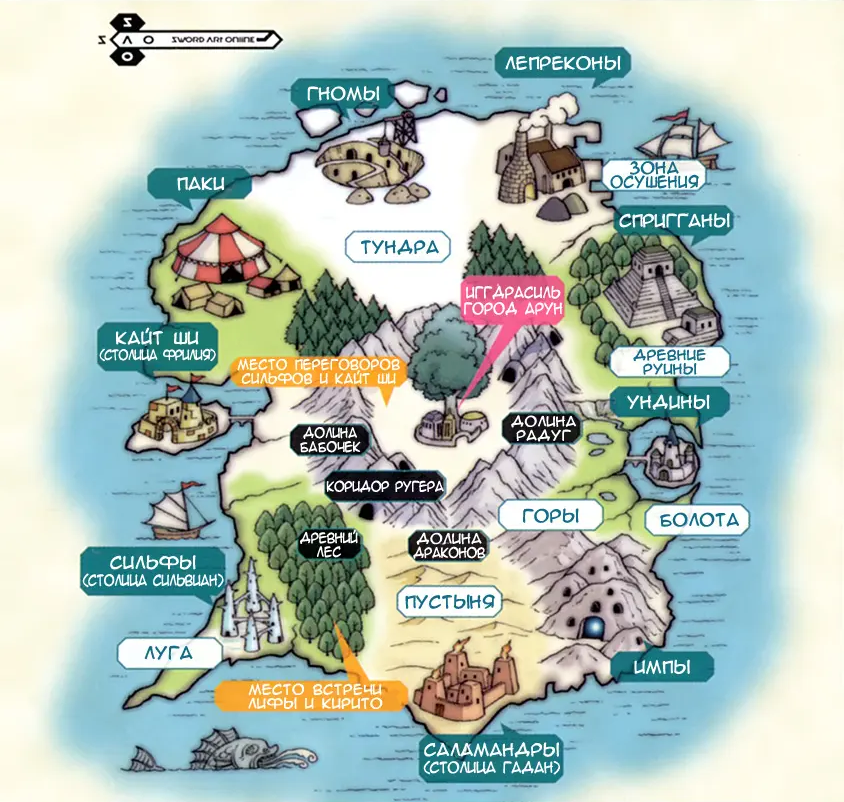 S
S A O SWORD ART ONLINE
O
ЛЕПРЕКОНЫ
ГНОМЫ
ЗОНА
ОСУШЕНИЯ
ПАКИ
СПРИГГАНЫ
ТУНДРА
ИГГДРАСИЛЬ
ГОРОД АРУН
КАЙТ ШИ
(СТОЛИЦА ФРИЛИЯ)
МЕСТО ПЕРЕГОВОРОВ
СИЛЬФОВ И КАЙТ ШИ
ДРЕВНИЕ
РУИНЫ
УНДИНЫ
ДОЛИНА
БАБОЧЕК
ДОЛИНА
РАДУГ
КОРИДОР РУГЕРА
ГОРЫ
БОЛОТА
ДРЕВНИЙ
ЛЕС
ДОЛИНА
ДРАКОНОВ
СИЛЬФЫ
(СТОЛИЦА СИЛЬВИАН)
ПУСТЫНЯ
ЛУГА
ИМПЫ
МЕСТО ВСТРЕЧИ
ЛИФЫ И КИРИТО
САЛАМАНДРЫ
(СТОЛИЦА ГАДАН)